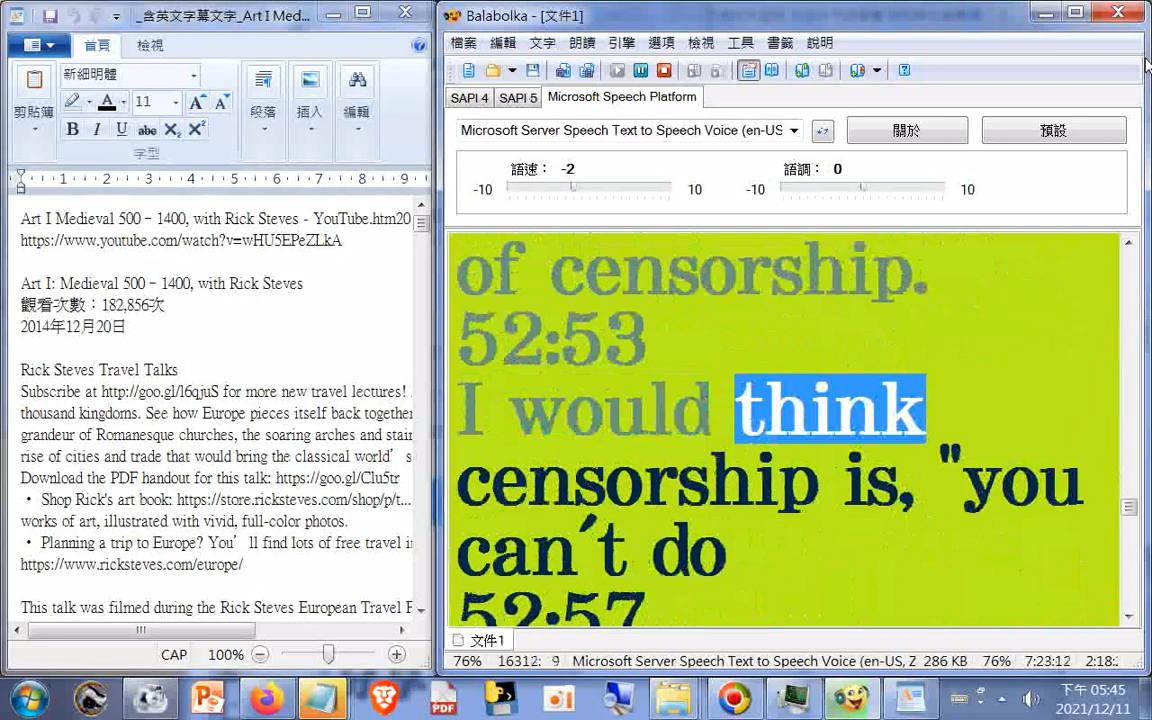 _含英文字幕文字_Art I Med...
首頁
檢視
新細明體
11
剪貼簿
段落
插入
編輯
B I U abc X₂ X²
字型
1 2 3 4 5 6 7 8 9
Art I Medieval 500 – 1400, with Rick Steves - YouTube.htm20
https://www.youtube.com/watch?v=wHU5EPeZLkA
Art I: Medieval 500 – 1400, with Rick Steves
觀看次數：182,856次
2014年12月20日
Rick Steves Travel Talks
Subscribe at http://goo.gl/l6qjuS for more new travel lectures!
thousand kingdoms. See how Europe pieces itself back together
grandeur of Romanesque churches, the soaring arches and stain
rise of cities and trade that would bring the classical world's
Download the PDF handout for this talk: https://goo.gl/Clu5tr
• Shop Rick's art book: https://store.ricksteves.com/shop/p/t...
works of art, illustrated with vivid, full-color photos.
• Planning a trip to Europe? You'll find lots of free travel i
https://www.ricksteves.com/europe/
This talk was filmed during the Rick Steves European Travel F
CAP 100%
Balabolka - [文件1]
檔案 編輯 文字 朗讀 引擎 選項 檢視 工具 書籤 說明
SAPI 4 SAPI 5 Microsoft Speech Platform
Microsoft Server Speech Text to Speech Voice (en-US
關於
預設
語速： -2
語調： 0
-10 10 -10 10
of censorship.
52:53
I would think
censorship is, "you
can't do
52:57
文件1
76% 16312: 9 Microsoft Server Speech Text to Speech Voice (en-US, Z 286 KB 76% 7:23:12 2:18:
下午 05:45
2021/12/11